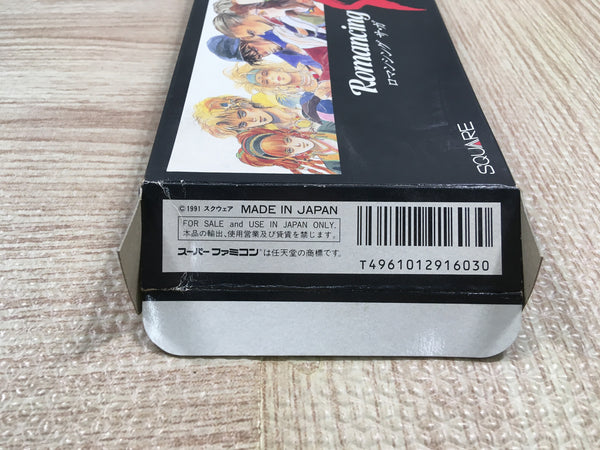 Romancing
ロマンシング サ・ガ
SQUARE
©1991 スクウェア MADE IN JAPAN
FOR SALE and USE IN JAPAN ONLY.
本品の輸出、使用営業及び賃貸を禁じます。
スーパーファミコンは任天堂の商標です。
T4961012916030